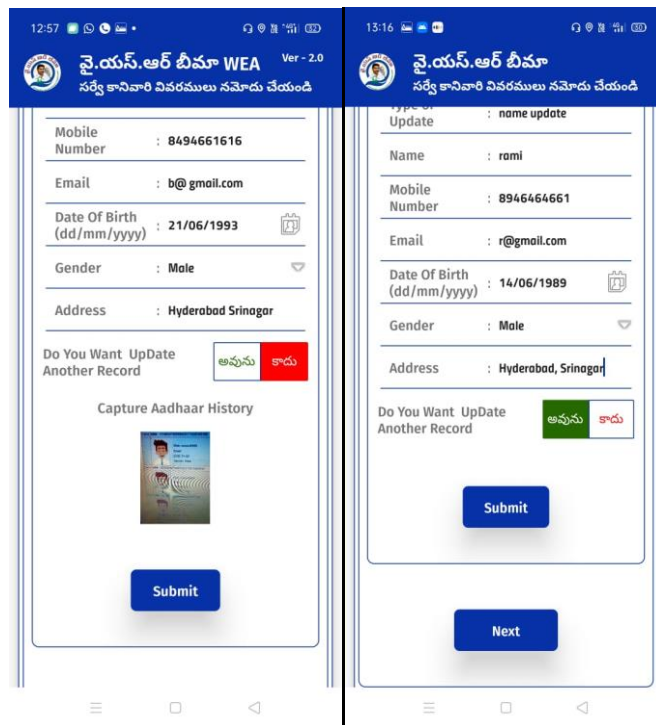 12:57
వై.యస్.ఆర్ బీమా WEA Ver - 2.0
సర్వే కానివారి వివరములు నమోదు చేయండి
Mobile
Number : 8494661616
Email : b@ gmail.com
Date Of Birth
(dd/mm/yyyy) : 21/06/1993
Gender : Male
Address : Hyderabad Srinagar
Do You Want UpDate
Another Record అవును కాదు
Capture Aadhaar History
Submit
13:16
వై.యస్.ఆర్ బీమా
సర్వే కానివారి వివరములు నమోదు చేయండి
Type of
Update : name update
Name : rami
Mobile
Number : 8946464661
Email : r@gmail.com
Date Of Birth
(dd/mm/yyyy) : 14/06/1989
Gender : Male
Address : Hyderabad, Srinagar
Do You Want UpDate
Another Record అవును కాదు
Submit
Next